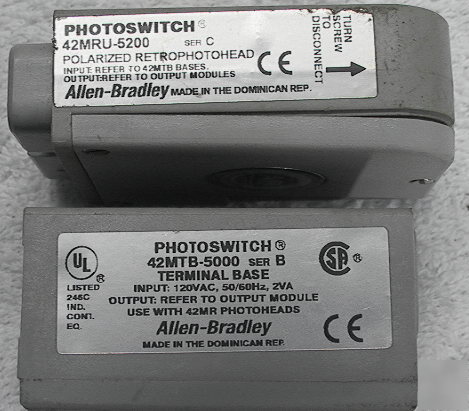 PHOTOSWITCH®
42MRU-5200 SER C
POLARIZED RETROPHOTOHEAD
INPUT: REFER TO 42MTB BASES.
OUTPUT:REFER TO OUTPUT MODULES
Allen-Bradley MADE IN THE DOMINICAN REP.
CE
TURN
SCREW
TO
DISCONNECT
UL ®
LISTED
246C
IND.
CONT.
EQ.
PHOTOSWITCH®
42MTB-5000 SER B
TERMINAL BASE
INPUT: 120VAC, 50/60Hz, 2VA
OUTPUT: REFER TO OUTPUT MODULE
USE WITH 42MR PHOTOHEADS
Allen-Bradley
MADE IN THE DOMINICAN REP.
SA ®
CE